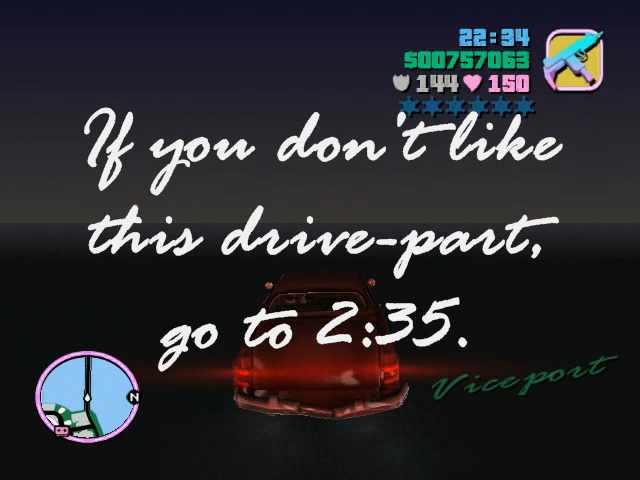 22:34
$00757063
144 150
If you don't like
this drive-part,
go to 2:35.
Viceport
N